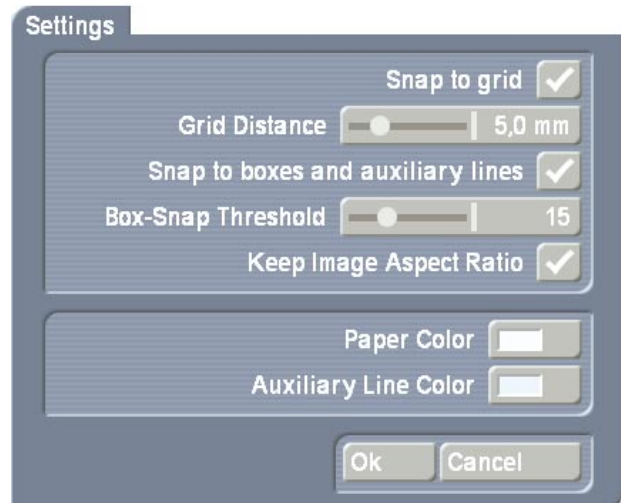 Settings
Snap to grid
Grid Distance 5,0 mm
Snap to boxes and auxiliary lines
Box-Snap Threshold 15
Keep Image Aspect Ratio
Paper Color
Auxiliary Line Color
Ok Cancel